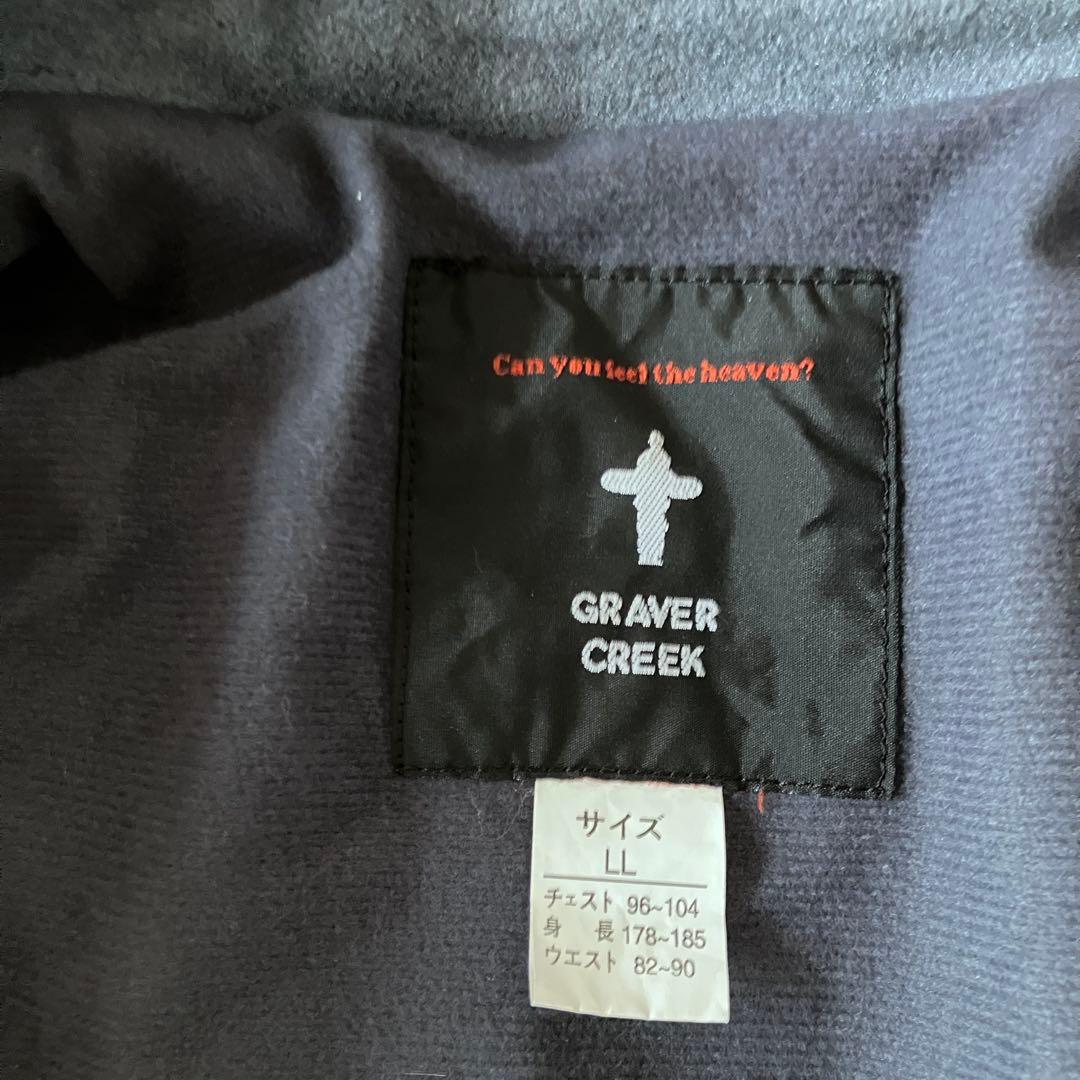 Can you feel the heaven?
GRAVER
CREEK
サイズ
LL
チェスト 96~104
身 長 178~185
ウエスト 82~90